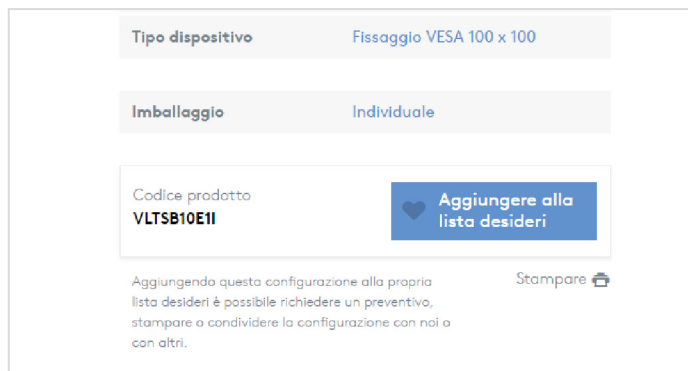 Tipo dispositivo Fissaggio VESA 100 x 100
Imballaggio Individuale
Codice prodotto
VLTSB10E1I
Aggiungere alla
lista desideri
Aggiungendo questa configurazione alla propria
lista desideri è possibile richiedere un preventivo,
stampare o condividere la configurazione con noi o
con altri.
Stampare